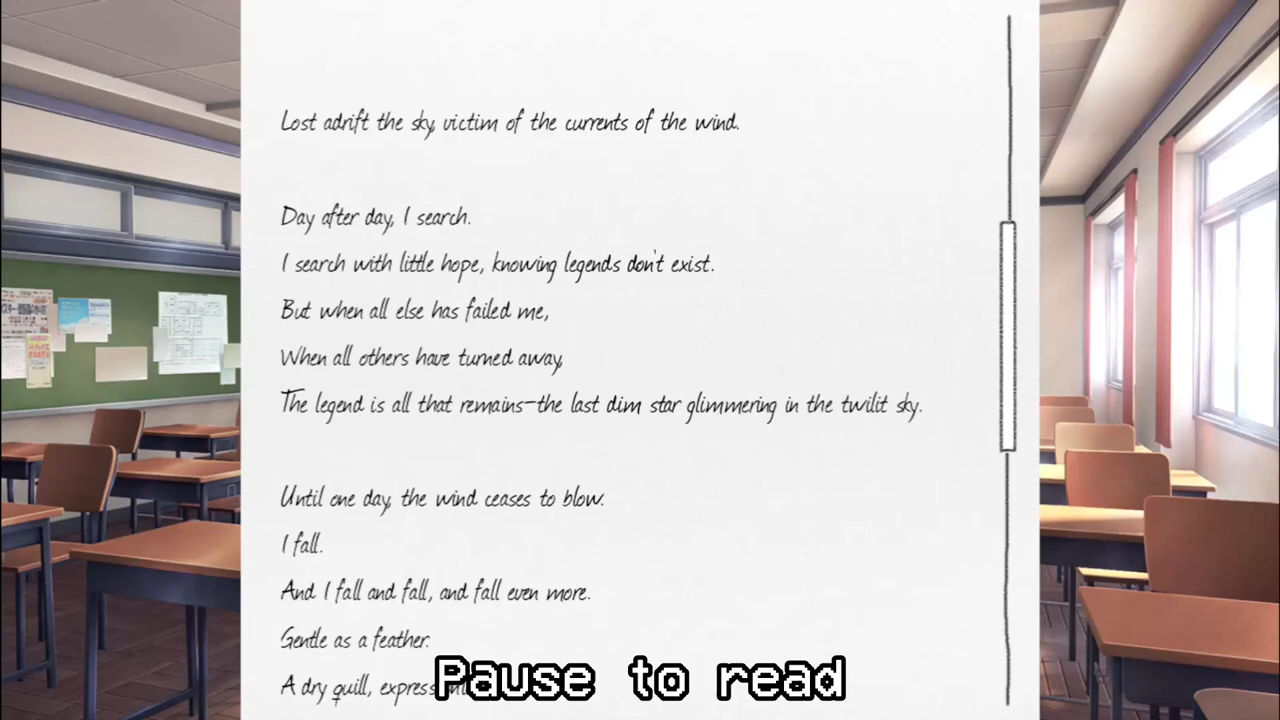 Lost adrift the sky, victim of the currents of the wind.
Day after day, I search.
I search with little hope, knowing legends don't exist.
But when all else has failed me,
When all others have turned away,
The legend is all that remains—the last dim star glimmering in the twilit sky.
Until one day, the wind ceases to blow.
I fall.
And I fall and fall, and fall even more.
Gentle as a feather.
A dry quill,
Pause to read